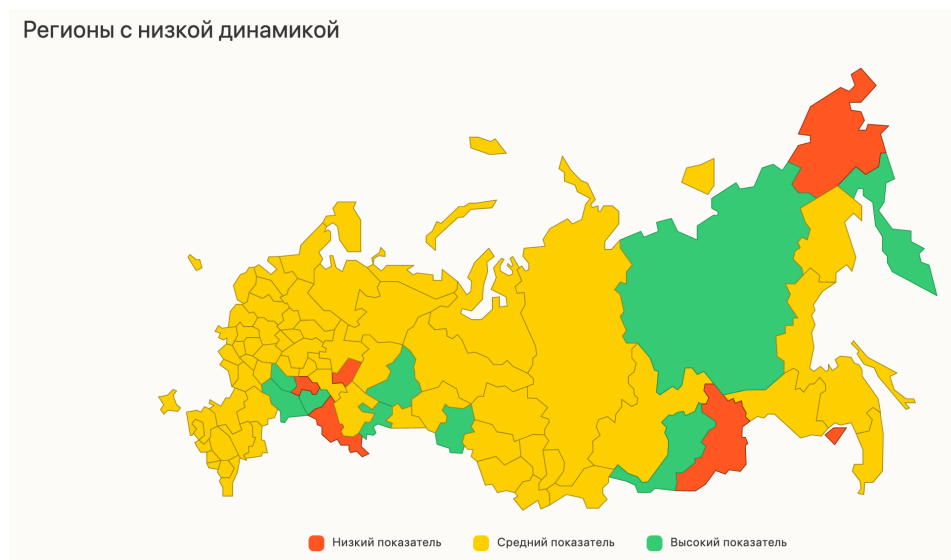 Регионы с низкой динамикой
Низкий показатель
Средний показатель
Высокий показатель